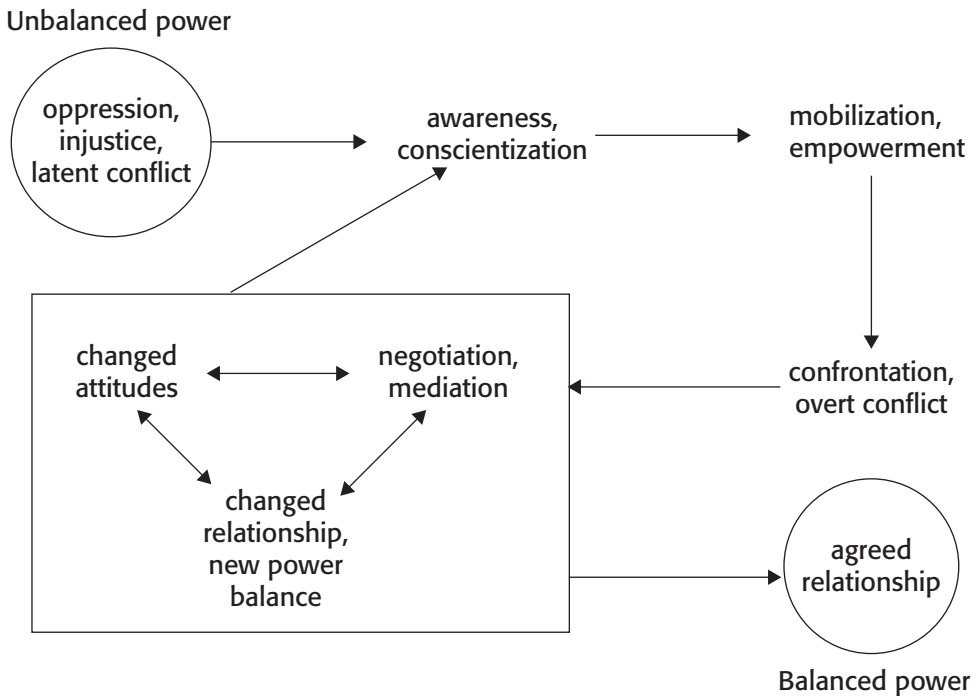 Unbalanced power
oppression,
injustice,
latent conflict
awareness,
conscientization
mobilization,
empowerment
changed
attitudes
negotiation,
mediation
confrontation,
overt conflict
changed
relationship,
new power
balance
agreed
relationship
Balanced power